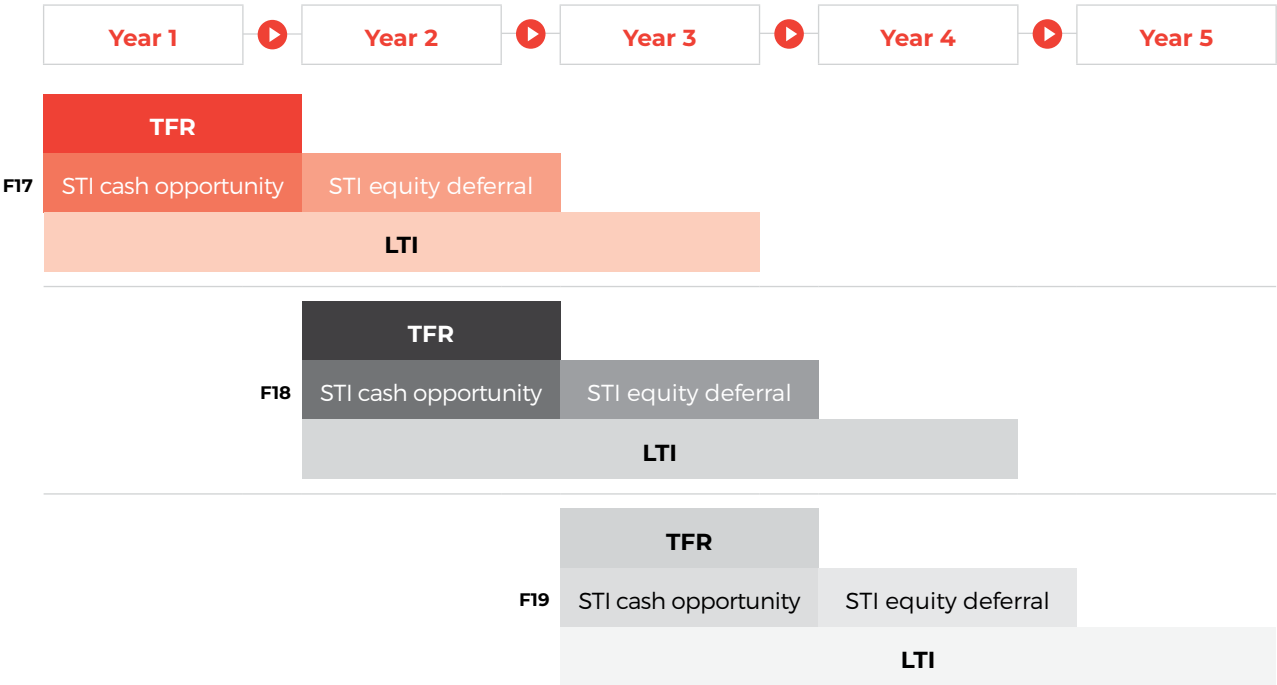 Year 1 Year 2 Year 3 Year 4 Year 5
TFR
F17 STI cash opportunity STI equity deferral
LTI
TFR
F18 STI cash opportunity STI equity deferral
LTI
TFR
F19 STI cash opportunity STI equity deferral
LTI